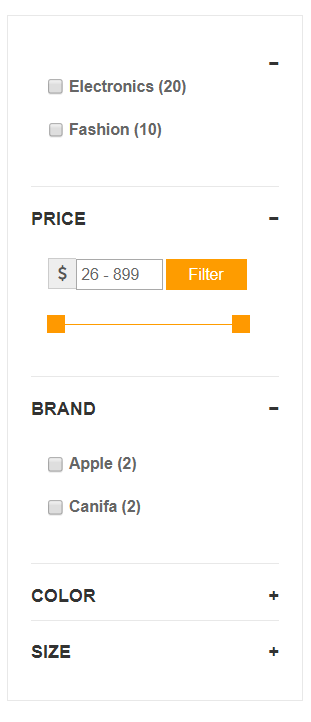 −
Electronics (20)
Fashion (10)
PRICE −
$ 26 - 899 Filter
BRAND −
Apple (2)
Canifa (2)
COLOR +
SIZE +